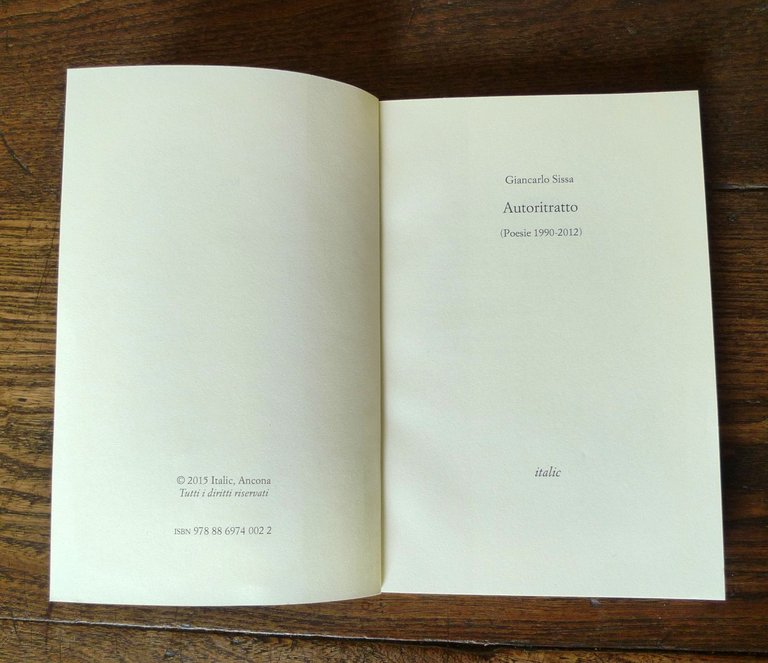 © 2015 Italic, Ancona
Tutti i diritti riservati
ISBN 978 88 6974 002 2
Giancarlo Sissa
Autoritratto
(Poesie 1990-2012)
italic